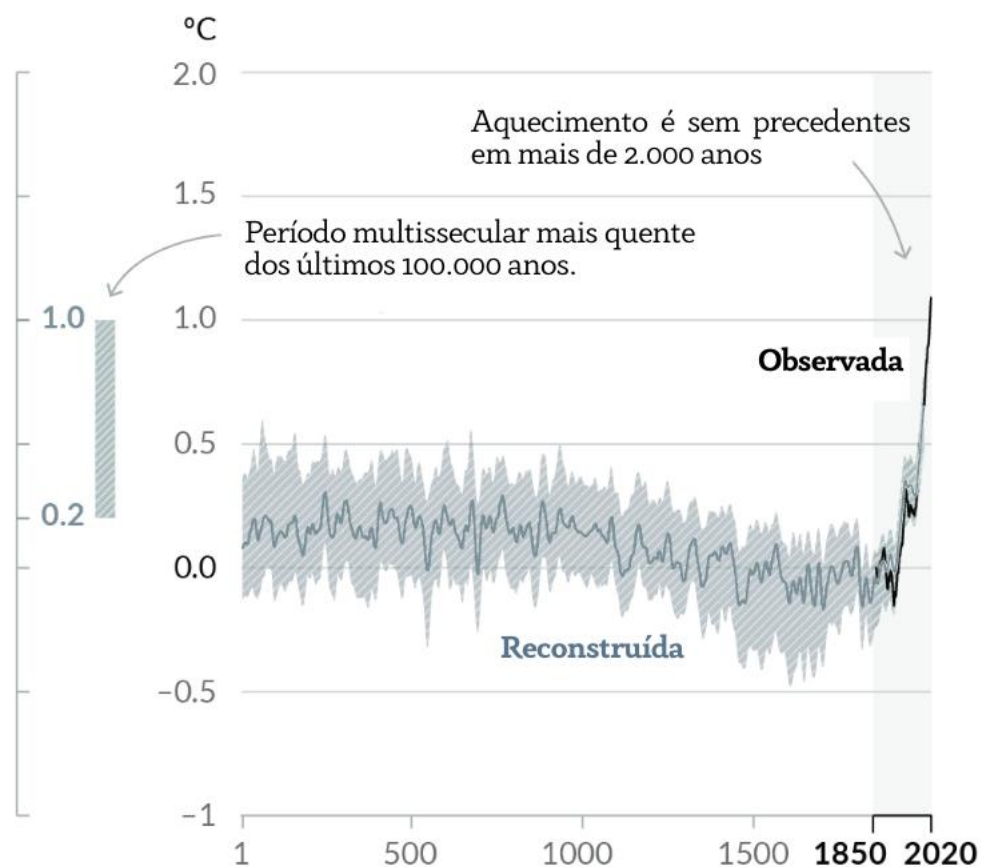 °C
2.0
Aquecimento é sem precedentes
em mais de 2.000 anos
1.5
Período multissecular mais quente
dos últimos 100.000 anos.
1.0
1.0
Observada
0.5
0.2
0.0
Reconstruída
−0.5
−1
1 500 1000 1500 1850 2020